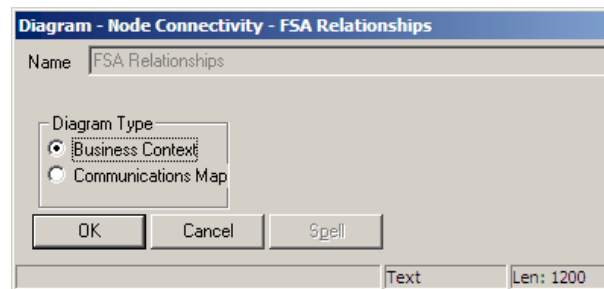 Diagram - Node Connectivity - FSA Relationships
Name FSA Relationships
Diagram Type
Business Context
Communications Map
OK Cancel Spell
Text Len: 1200